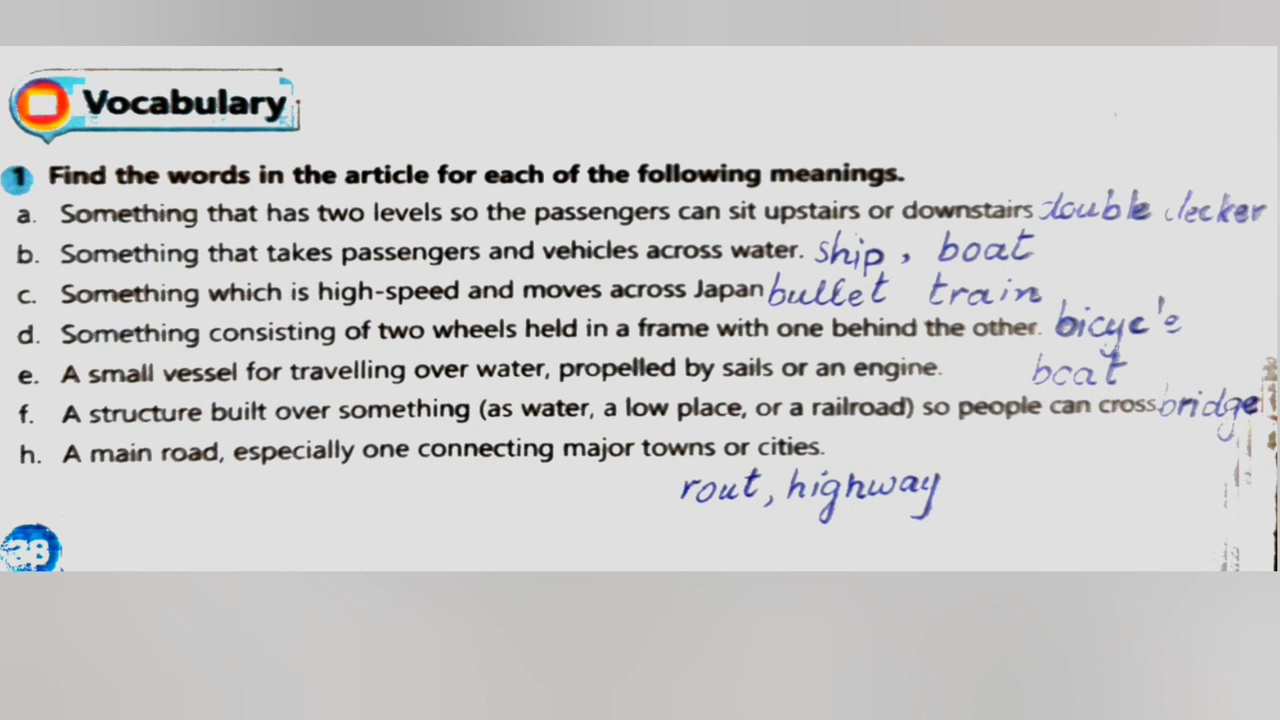 Vocabulary
1 Find the words in the article for each of the following meanings.
a. Something that has two levels so the passengers can sit upstairs or downstairs double decker
b. Something that takes passengers and vehicles across water. ship, boat
c. Something which is high-speed and moves across Japan bullet train
d. Something consisting of two wheels held in a frame with one behind the other. bicycle
e. A small vessel for travelling over water, propelled by sails or an engine. boat
f. A structure built over something (as water, a low place, or a railroad) so people can cross bridge
h. A main road, especially one connecting major towns or cities.
rout, highway
38